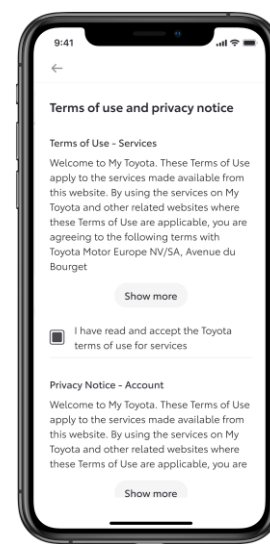 9:41
Terms of use and privacy notice
Terms of Use - Services
Welcome to My Toyota. These Terms of Use
apply to the services made available from
this website. By using the services on My
Toyota and other related websites where
these Terms of Use are applicable, you are
agreeing to the following terms with
Toyota Motor Europe NV/SA, Avenue du
Bourget
Show more
I have read and accept the Toyota
terms of use for services
Privacy Notice - Account
Welcome to My Toyota. These Terms of Use
apply to the services made available from
this website. By using the services on My
Toyota and other related websites where
these Terms of Use are applicable, you are
Show more